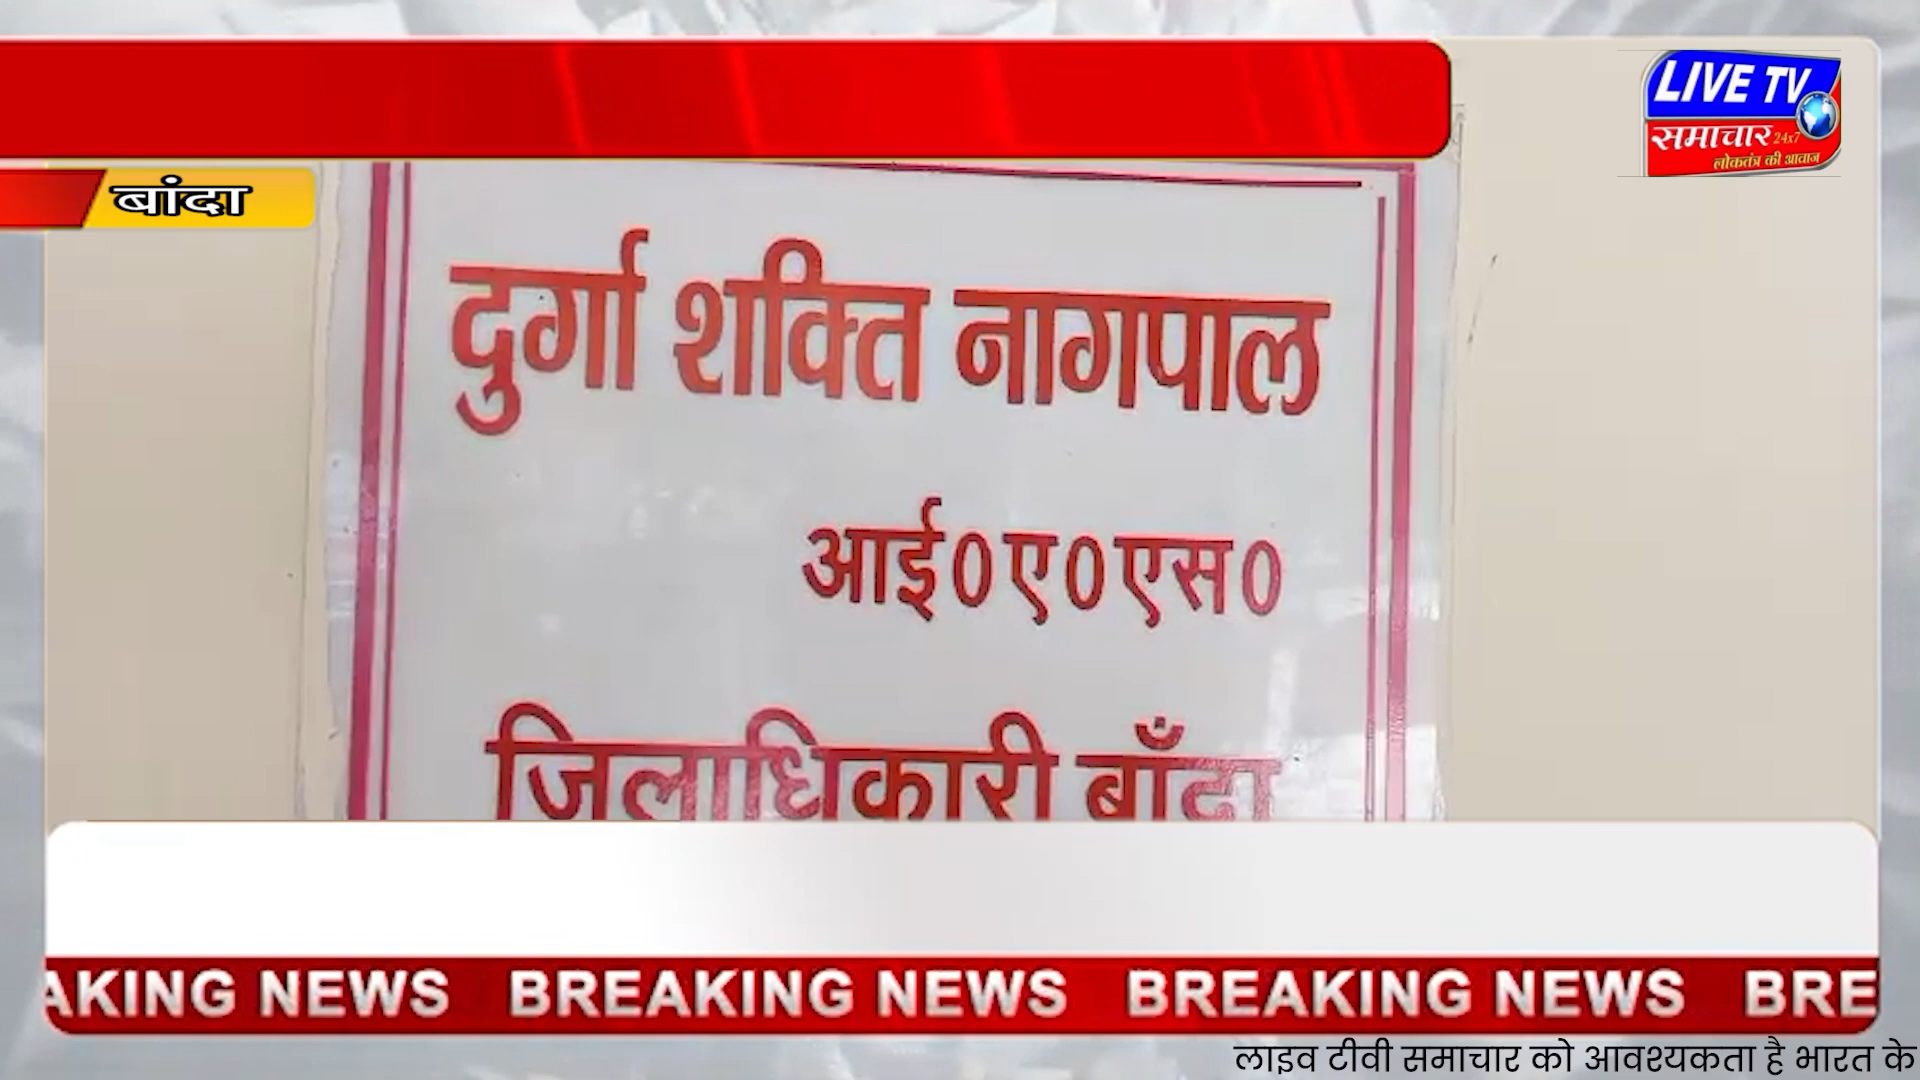 LIVE TV
समाचार 24x7
लोकतंत्र की आवाज
बांदा
दुर्गा शक्ति नागपाल
आई0ए0एस0
जिलाधिकारी बाँदा
AKING NEWS BREAKING NEWS BREAKING NEWS BRE
लाइव टीवी समाचार को आवश्यकता है भारत के